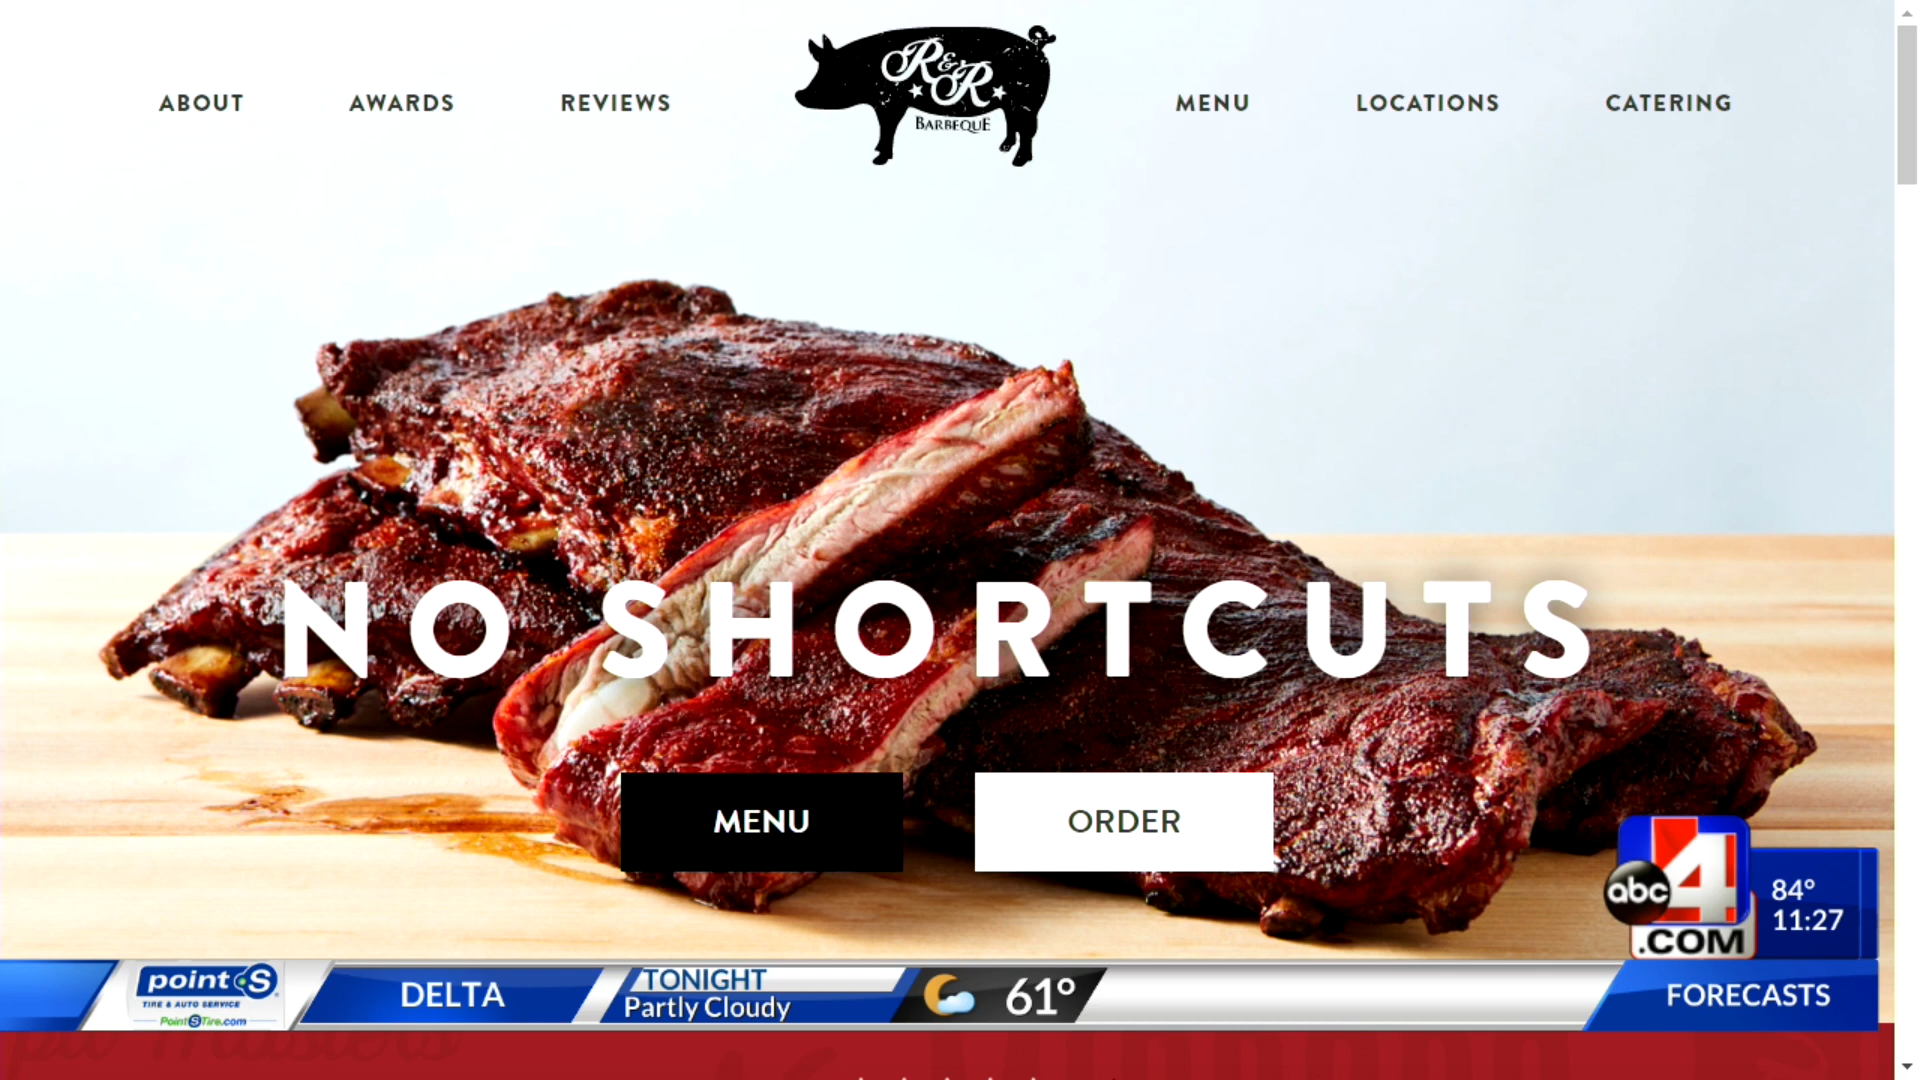 ABOUT
AWARDS
REVIEWS
R&R
BARBEQUE
MENU
LOCATIONS
CATERING
NO SHORTCUTS
MENU
ORDER
abc
4
.COM
84°
11:27
point S
TIRE & AUTO SERVICE
PointSTire.com
DELTA
TONIGHT
Partly Cloudy
61°
FORECASTS